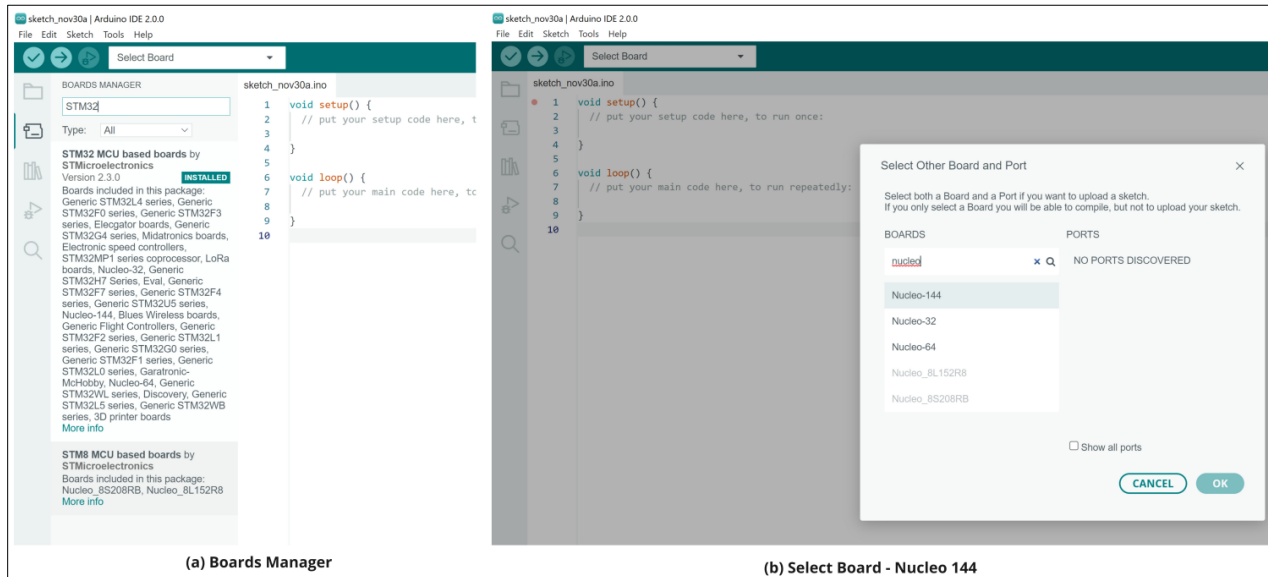 sketch_nov30a | Arduino IDE 2.0.0
File Edit Sketch Tools Help
Select Board
BOARDS MANAGER
STM32
Type: All
STM32 MCU based boards by
STMicroelectronics
Version 2.3.0 INSTALLED
Boards included in this package:
Generic STM32L4 series, Generic
STM32F0 series, Generic STM32F3
series, Elecgator boards, Generic
STM32G4 series, Midatronics boards,
Electronic speed controllers,
STM32MP1 series coprocessor, LoRa
boards, Nucleo-32, Generic
STM32H7 Series, Eval, Generic
STM32F7 series, Generic STM32F4
series, Generic STM32U5 series,
Nucleo-144, Blues Wireless boards,
Generic Flight Controllers, Generic
STM32F2 series, Generic STM32L1
series, Generic STM32G0 series,
Generic STM32F1 series, Generic
STM32L0 series, Garatronic-
McHobby, Nucleo-64, Generic
STM32WL series, Discovery, Generic
STM32L5 series, Generic STM32WB
series, 3D printer boards
More info
STM8 MCU based boards by
STMicroelectronics
Boards included in this package:
Nucleo_8S208RB, Nucleo_8L152R8
More info
sketch_nov30a.ino
1 void setup() {
2 // put your setup code here, t
3
4 }
5
6 void loop() {
7 // put your main code here, to
8
9 }
10
(a) Boards Manager
sketch_nov30a | Arduino IDE 2.0.0
File Edit Sketch Tools Help
Select Board
sketch_nov30a.ino
1 void setup() {
2 // put your setup code here, to run once:
3
4 }
5
6 void loop() {
7 // put your main code here, to run repeatedly:
8
9 }
10
Select Other Board and Port
Select both a Board and a Port if you want to upload a sketch.
If you only select a Board you will be able to compile, but not to upload your sketch.
BOARDS PORTS
nucleo NO PORTS DISCOVERED
Nucleo-144
Nucleo-32
Nucleo-64
Nucleo_8L152R8
Nucleo_8S208RB
Show all ports
CANCEL OK
(b) Select Board - Nucleo 144